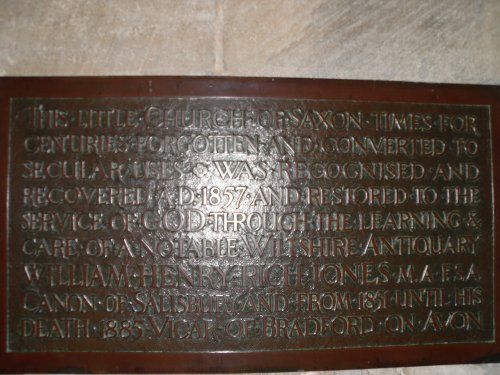 THIS · LITTLE · CHURCH · OF · SAXON · TIMES · FOR
CENTURIES · FORGOTTEN · AND · CONVERTED · TO
SECULAR · USES · WAS · RECOGNISED · AND
RECOVERED · A.D. 1857 · AND · RESTORED · TO · THE
SERVICE · OF · GOD · THROUGH · THE · LEARNING · &
CARE · OF · A · NOTABLE · WILTSHIRE · ANTIQUARY
WILLIAM · HENRY · RICH · JONES · M.A. F.S.A.
CANON · OF · SALISBURY · AND · FROM · 1851 · UNTIL · HIS
DEATH · 1885 · VICAR · OF · BRADFORD · ON · AVON